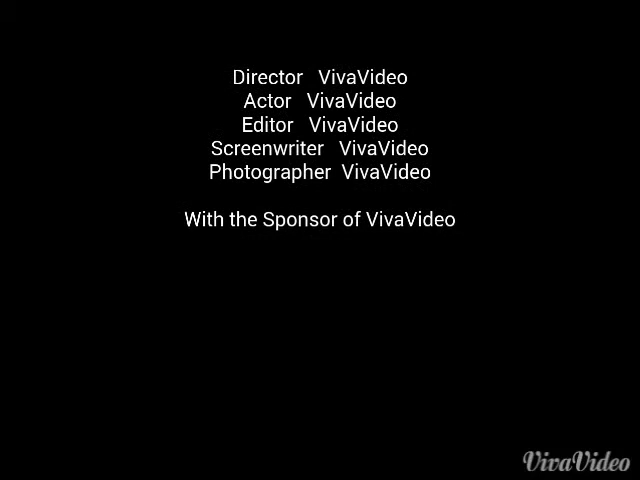 Director VivaVideo
Actor VivaVideo
Editor VivaVideo
Screenwriter VivaVideo
Photographer VivaVideo
With the Sponsor of VivaVideo
VivaVideo